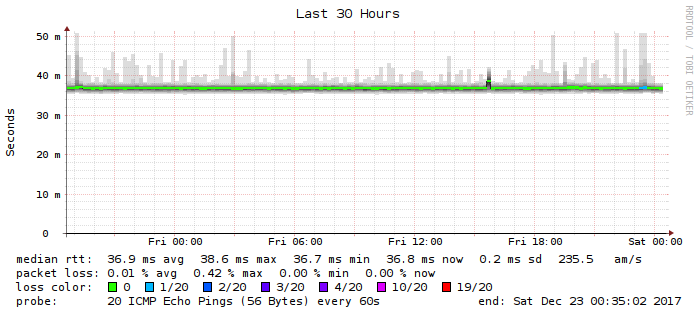 Last 30 Hours
RRDTOOL / TOBI OETIKER
Seconds
50 m
40 m
30 m
20 m
10 m
0
Fri 00:00 Fri 06:00 Fri 12:00 Fri 18:00 Sat 00:00
median rtt: 36.9 ms avg 38.6 ms max 36.7 ms min 36.8 ms now 0.2 ms sd 235.5 am/s
packet loss: 0.01 % avg 0.42 % max 0.00 % min 0.00 % now
loss color: 0 1/20 2/20 3/20 4/20 10/20 19/20
probe: 20 ICMP Echo Pings (56 Bytes) every 60s end: Sat Dec 23 00:35:02 2017